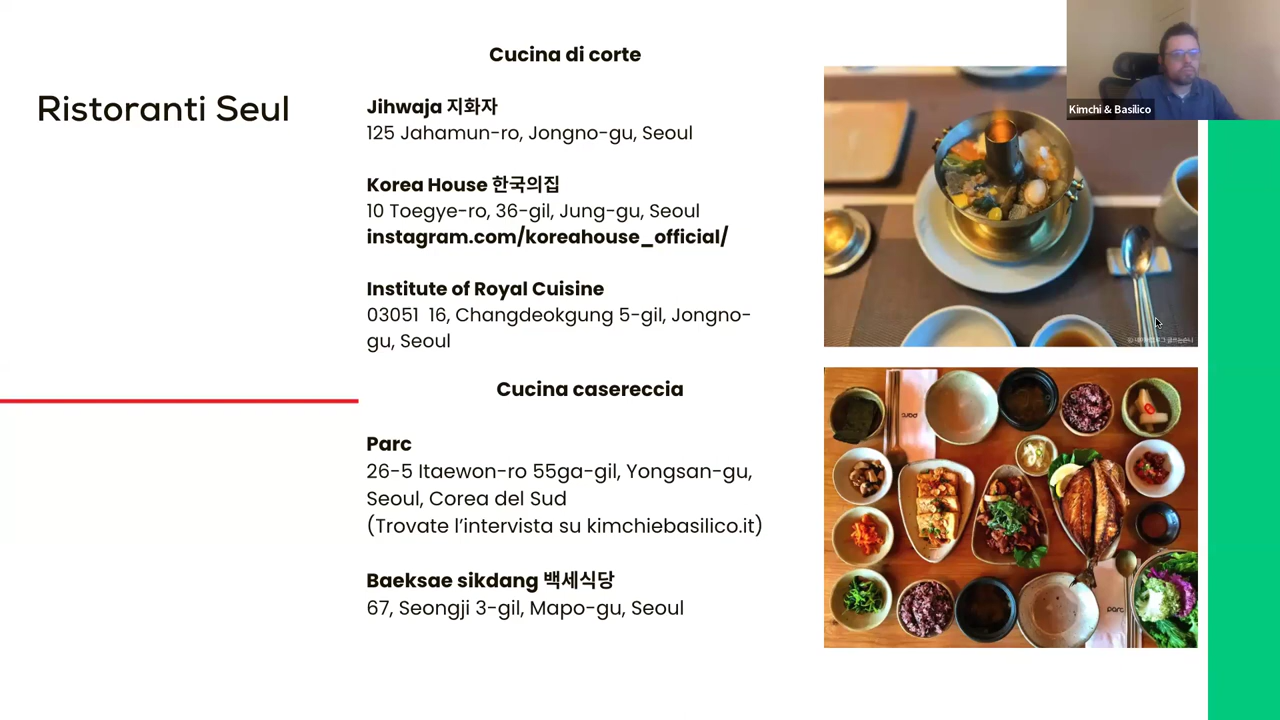 Ristoranti Seul
Cucina di corte
Jihwaja 지화자
125 Jahamun-ro, Jongno-gu, Seoul
Korea House 한국의집
10 Toegye-ro, 36-gil, Jung-gu, Seoul
instagram.com/koreahouse_official/
Institute of Royal Cuisine
03051  16, Changdeokgung 5-gil, Jongno-
gu, Seoul
Cucina casereccia
Parc
26-5 Itaewon-ro 55ga-gil, Yongsan-gu,
Seoul, Corea del Sud
(Trovate l’intervista su kimchiebasilico.it)
Baeksae sikdang 백세식당
67, Seongji 3-gil, Mapo-gu, Seoul
Kimchi & Basilico
parc
parc